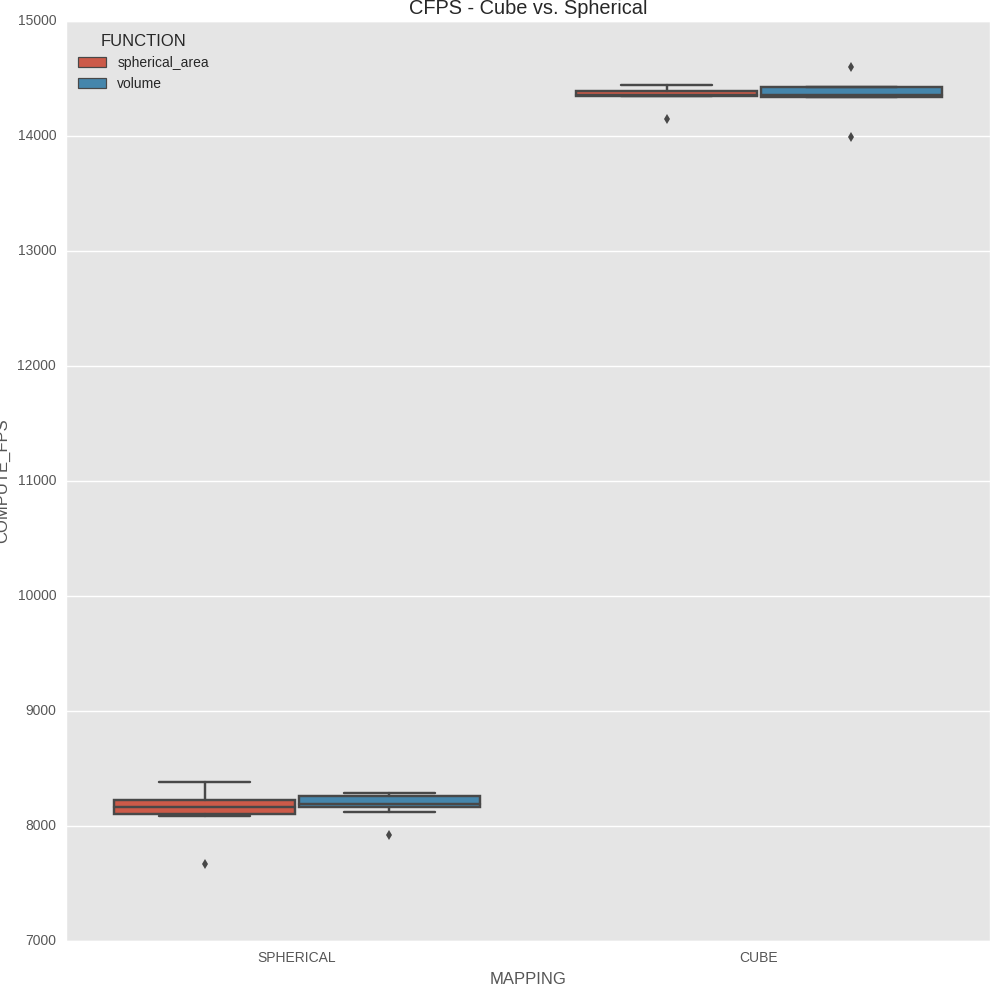 CFPS - Cube vs. Spherical
15000
FUNCTION
spherical_area
volume
14000
13000
12000
11000
10000
9000
8000
7000
COMPUTE_FPS
SPHERICAL
CUBE
MAPPING